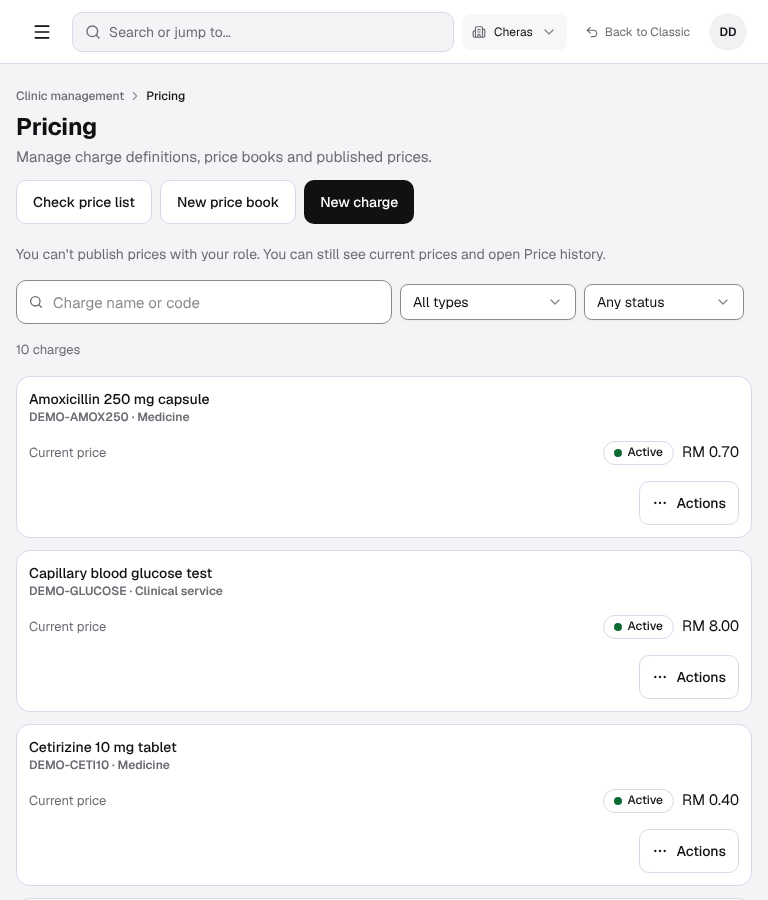 Search or jump to...
Cheras
Back to Classic
DD
Clinic management > Pricing
Pricing
Manage charge definitions, price books and published prices.
Check price list
New price book
New charge
You can't publish prices with your role. You can still see current prices and open Price history.
Charge name or code
All types
Any status
10 charges
Amoxicillin 250 mg capsule
DEMO-AMOX250 · Medicine
Current price
Active
RM 0.70
··· Actions
Capillary blood glucose test
DEMO-GLUCOSE · Clinical service
Current price
Active
RM 8.00
··· Actions
Cetirizine 10 mg tablet
DEMO-CETI10 · Medicine
Current price
Active
RM 0.40
··· Actions